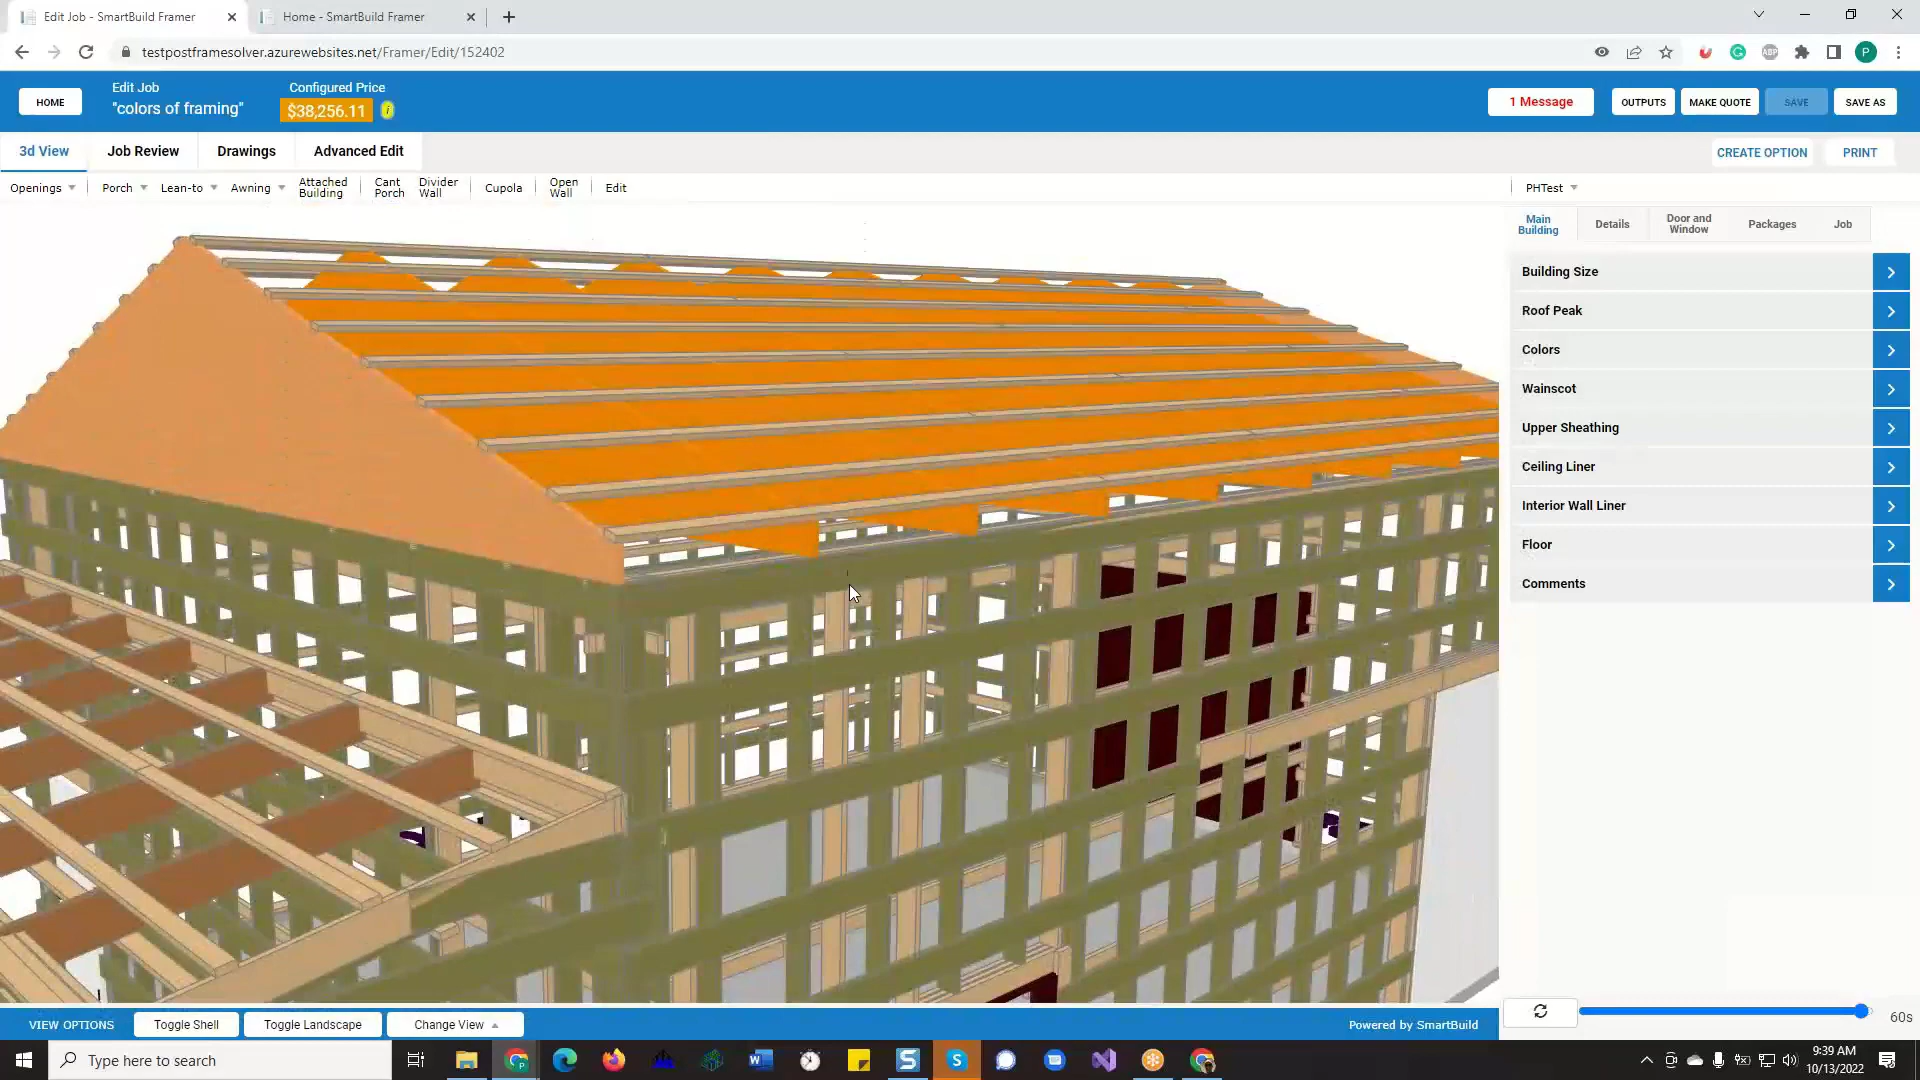 Edit Job - SmartBuild Framer
Home - SmartBuild Framer
testpostframesolver.azurewebsites.net/Framer/Edit/152402
P
HOME
Edit Job
"colors of framing"
Configured Price
$38,256.11
i
1 Message
OUTPUTS
MAKE QUOTE
SAVE
SAVE AS
3d View
Job Review
Drawings
Advanced Edit
CREATE OPTION
PRINT
Openings
Porch
Lean-to
Awning
Attached
Building
Cant
Porch
Divider
Wall
Cupola
Open
Wall
Edit
PHTest
Main
Building
Details
Door and
Window
Packages
Job
Building Size
Roof Peak
Colors
Wainscot
Upper Sheathing
Ceiling Liner
Interior Wall Liner
Floor
Comments
60s
VIEW OPTIONS
Toggle Shell
Toggle Landscape
Change View
Powered by SmartBuild
Type here to search
9:39 AM
10/13/2022